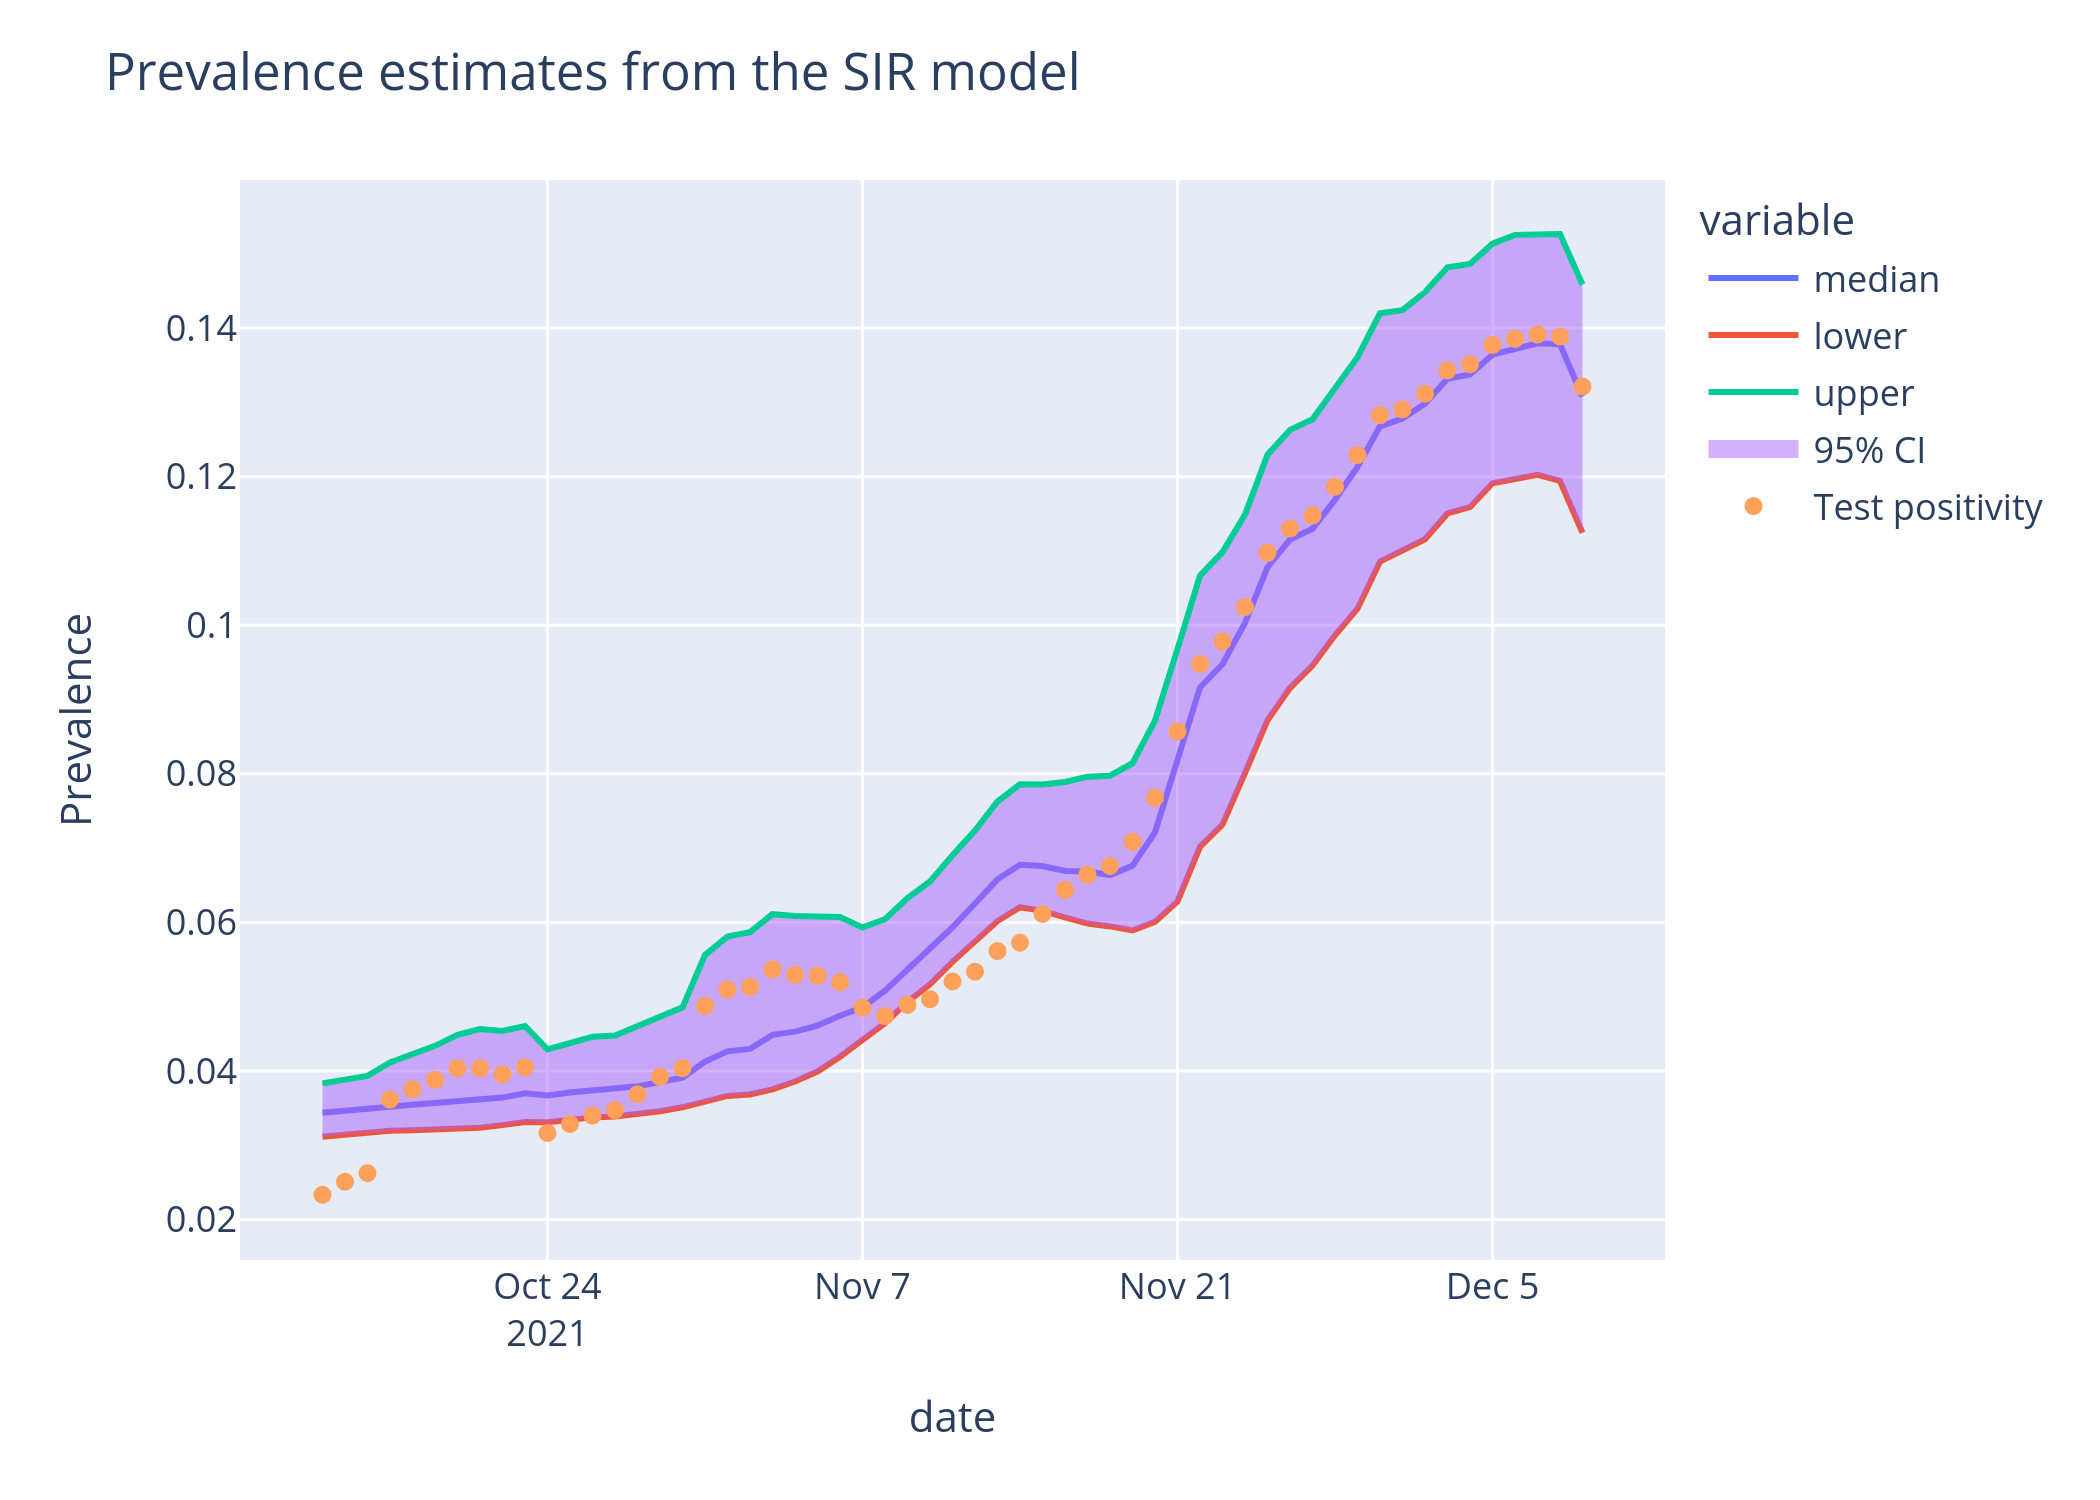 Prevalence estimates from the SIR model
variable
median
lower
upper
95% CI
Test positivity
Prevalence
0.14
0.12
0.1
0.08
0.06
0.04
0.02
Oct 24
2021
Nov 7
Nov 21
Dec 5
date